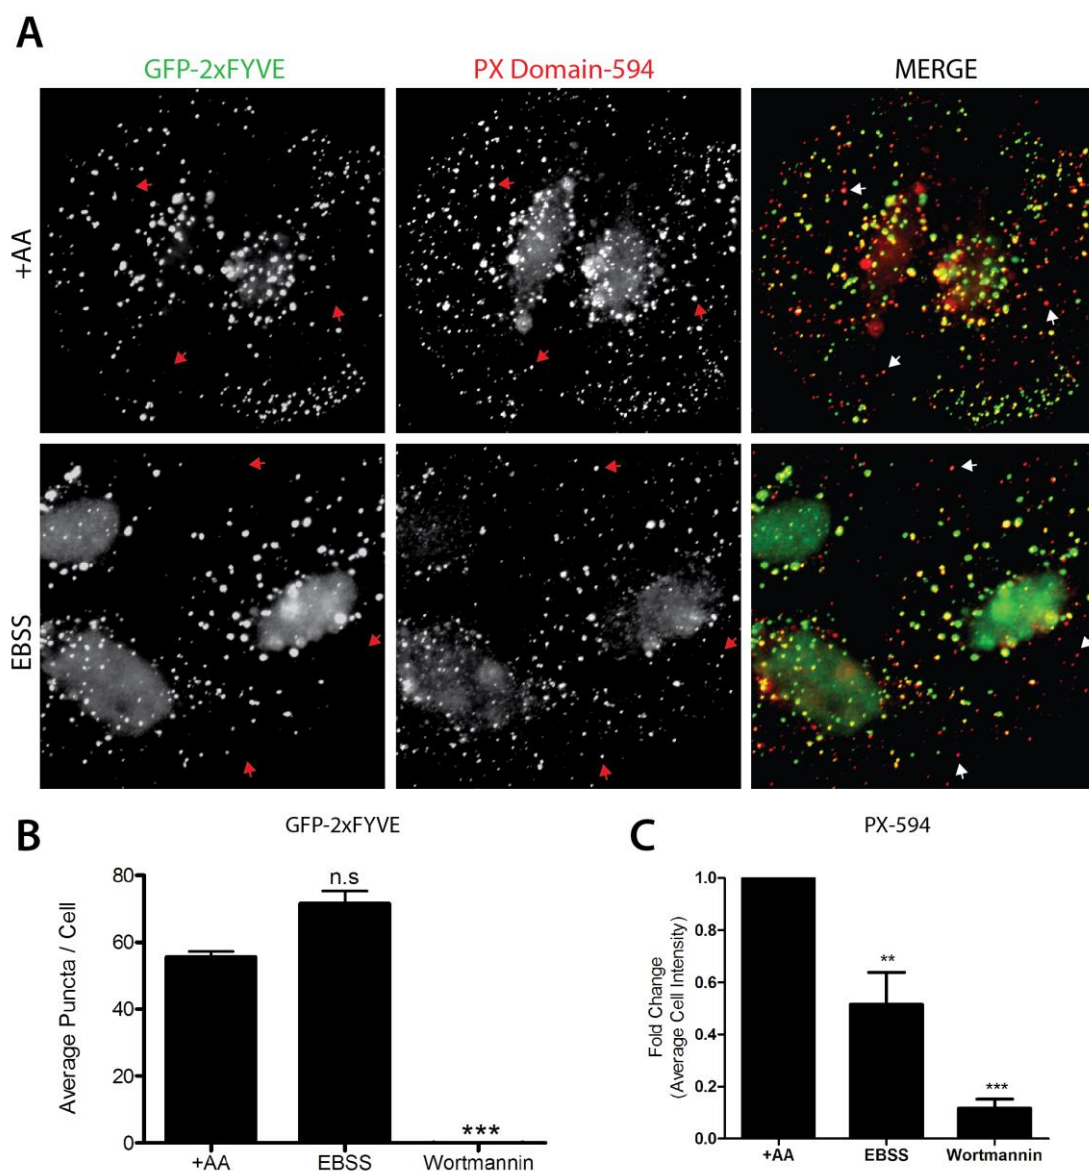 A
GFP-2xFYVE
PX Domain-594
MERGE
+AA
EBSS
B
GFP-2xFYVE
Average Puncta / Cell
80
60
40
20
0
n.s
***
+AA
EBSS
Wortmannin
C
PX-594
Fold Change
(Average Cell Intensity)
1.0
0.8
0.6
0.4
0.2
0.0
**
***
+AA
EBSS
Wortmannin